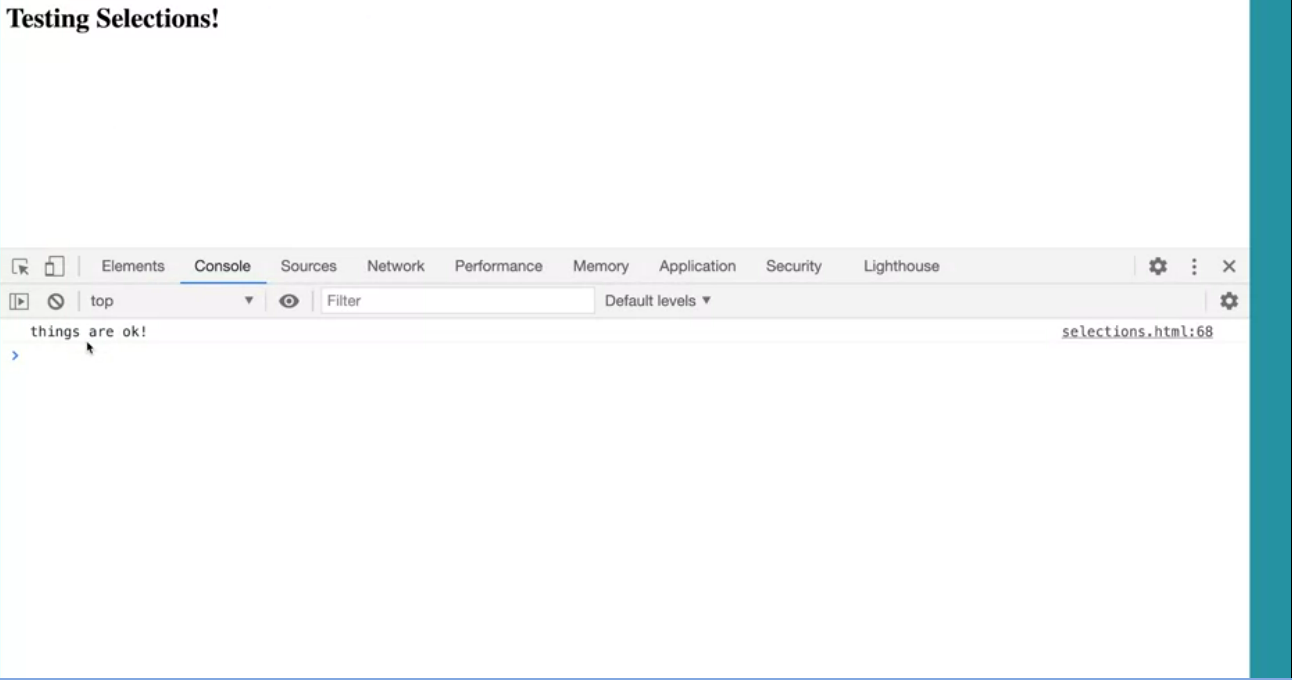 Testing Selections!
Elements Console Sources Network Performance Memory Application Security Lighthouse
top Filter Default levels
things are ok! selections.html:68